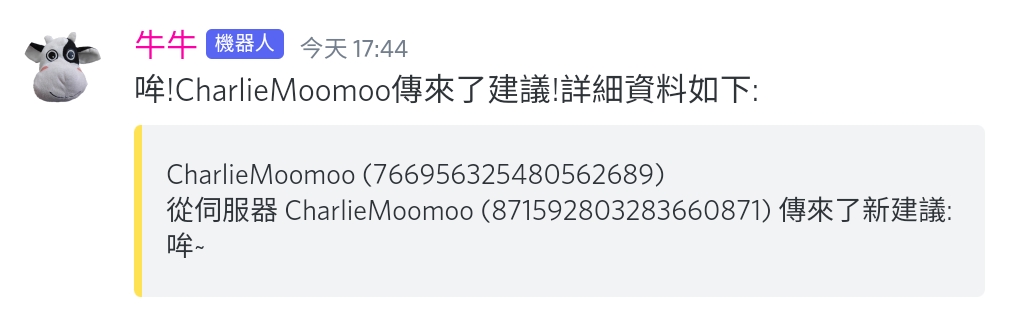 牛牛 機器人 今天 17:44
哞!CharlieMoomoo傳來了建議!詳細資料如下:
CharlieMoomoo (766956325480562689)
從伺服器 CharlieMoomoo (871592803283660871) 傳來了新建議:
哞~